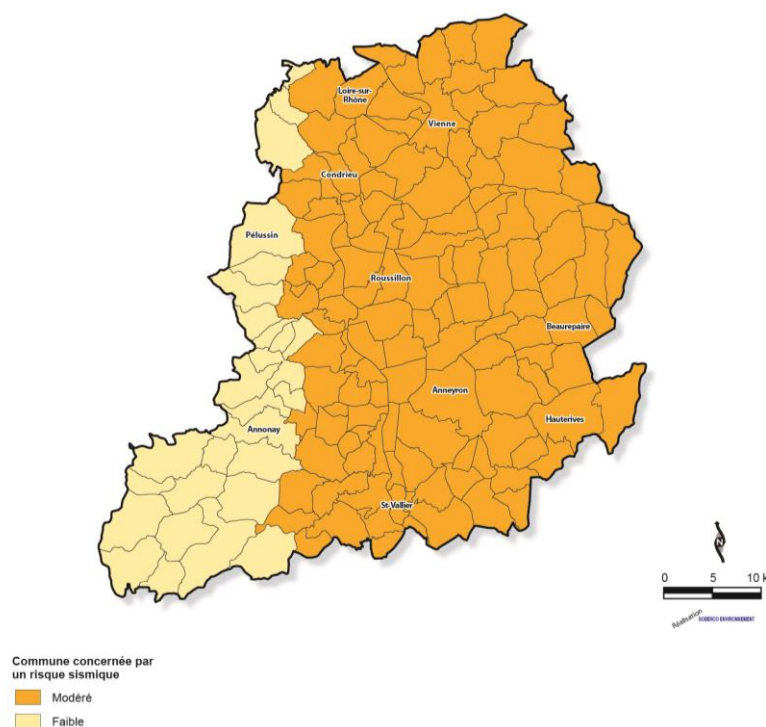 Loire-sur-
Rhône
Vienne
Condrieu
Pélussin
Roussillon
Beaurepaire
Anneyron
Hauterives
Annonay
St-Vallier
N
0 5 10 k
Réalisation
Commune concernée par
un risque sismique
Modéré
Faible